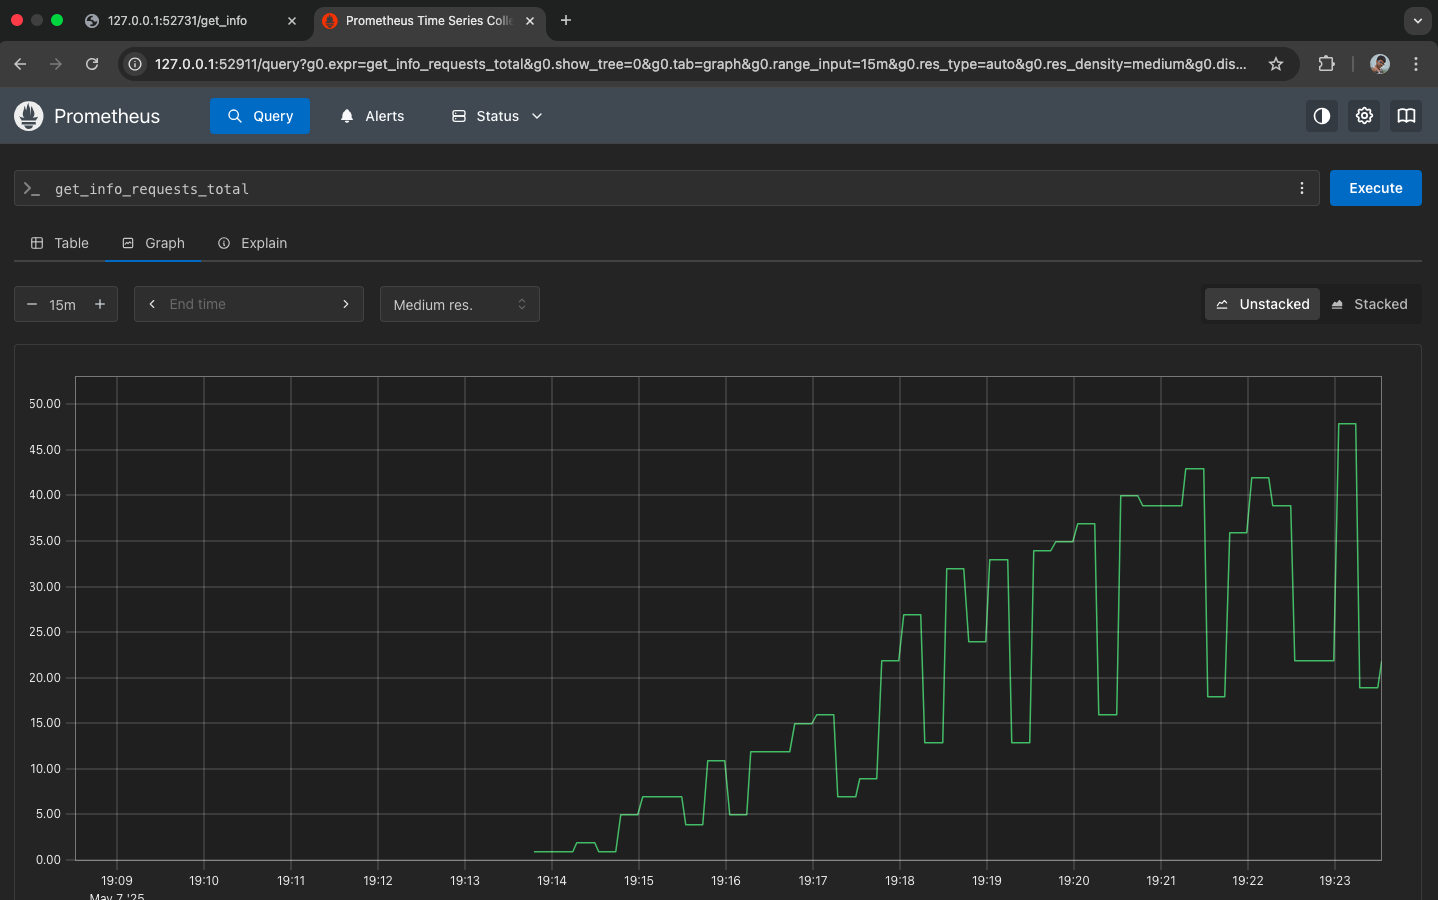 127.0.0.1:52731/get_info
Prometheus Time Series Colle
127.0.0.1:52911/query?g0.expr=get_info_requests_total&g0.show_tree=0&g0.tab=graph&g0.range_input=15m&g0.res_type=auto&g0.res_density=medium&g0.dis...
Prometheus Query Alerts Status
get_info_requests_total
Execute
Table Graph Explain
15m End time Medium res. Unstacked Stacked
50.00
45.00
40.00
35.00
30.00
25.00
20.00
15.00
10.00
5.00
0.00
19:09 19:10 19:11 19:12 19:13 19:14 19:15 19:16 19:17 19:18 19:19 19:20 19:21 19:22 19:23
May 7 '25